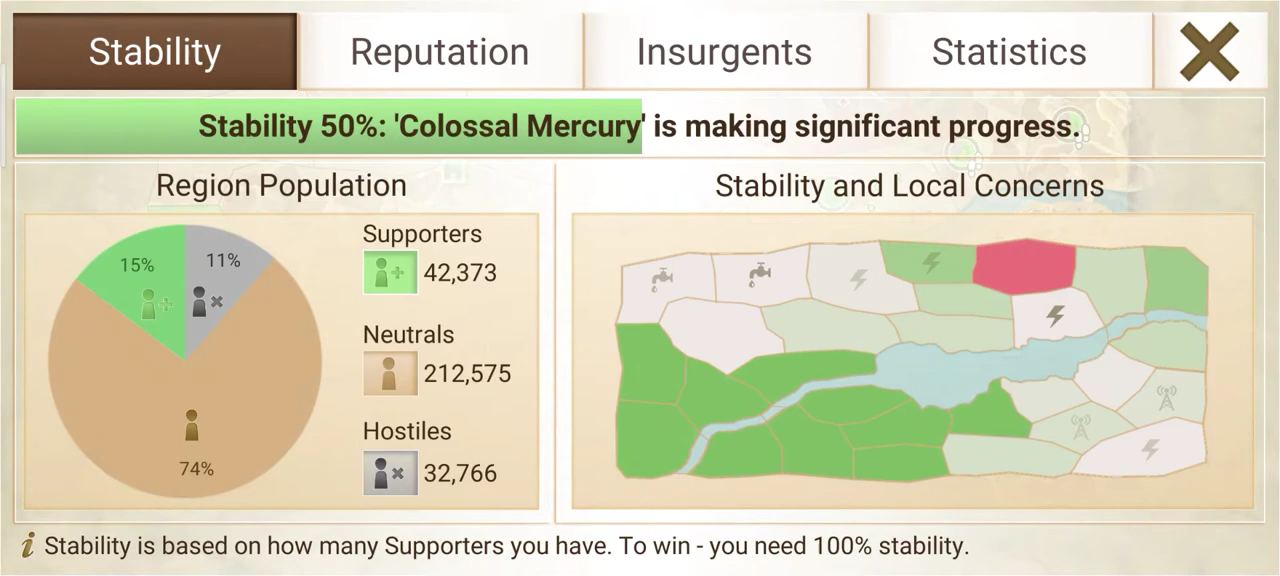 Stability
Reputation
Insurgents
Statistics
Stability 50%: 'Colossal Mercury' is making significant progress.
Region Population
15%
11%
74%
Supporters
42,373
Neutrals
212,575
Hostiles
32,766
Stability and Local Concerns
Stability is based on how many Supporters you have. To win - you need 100% stability.